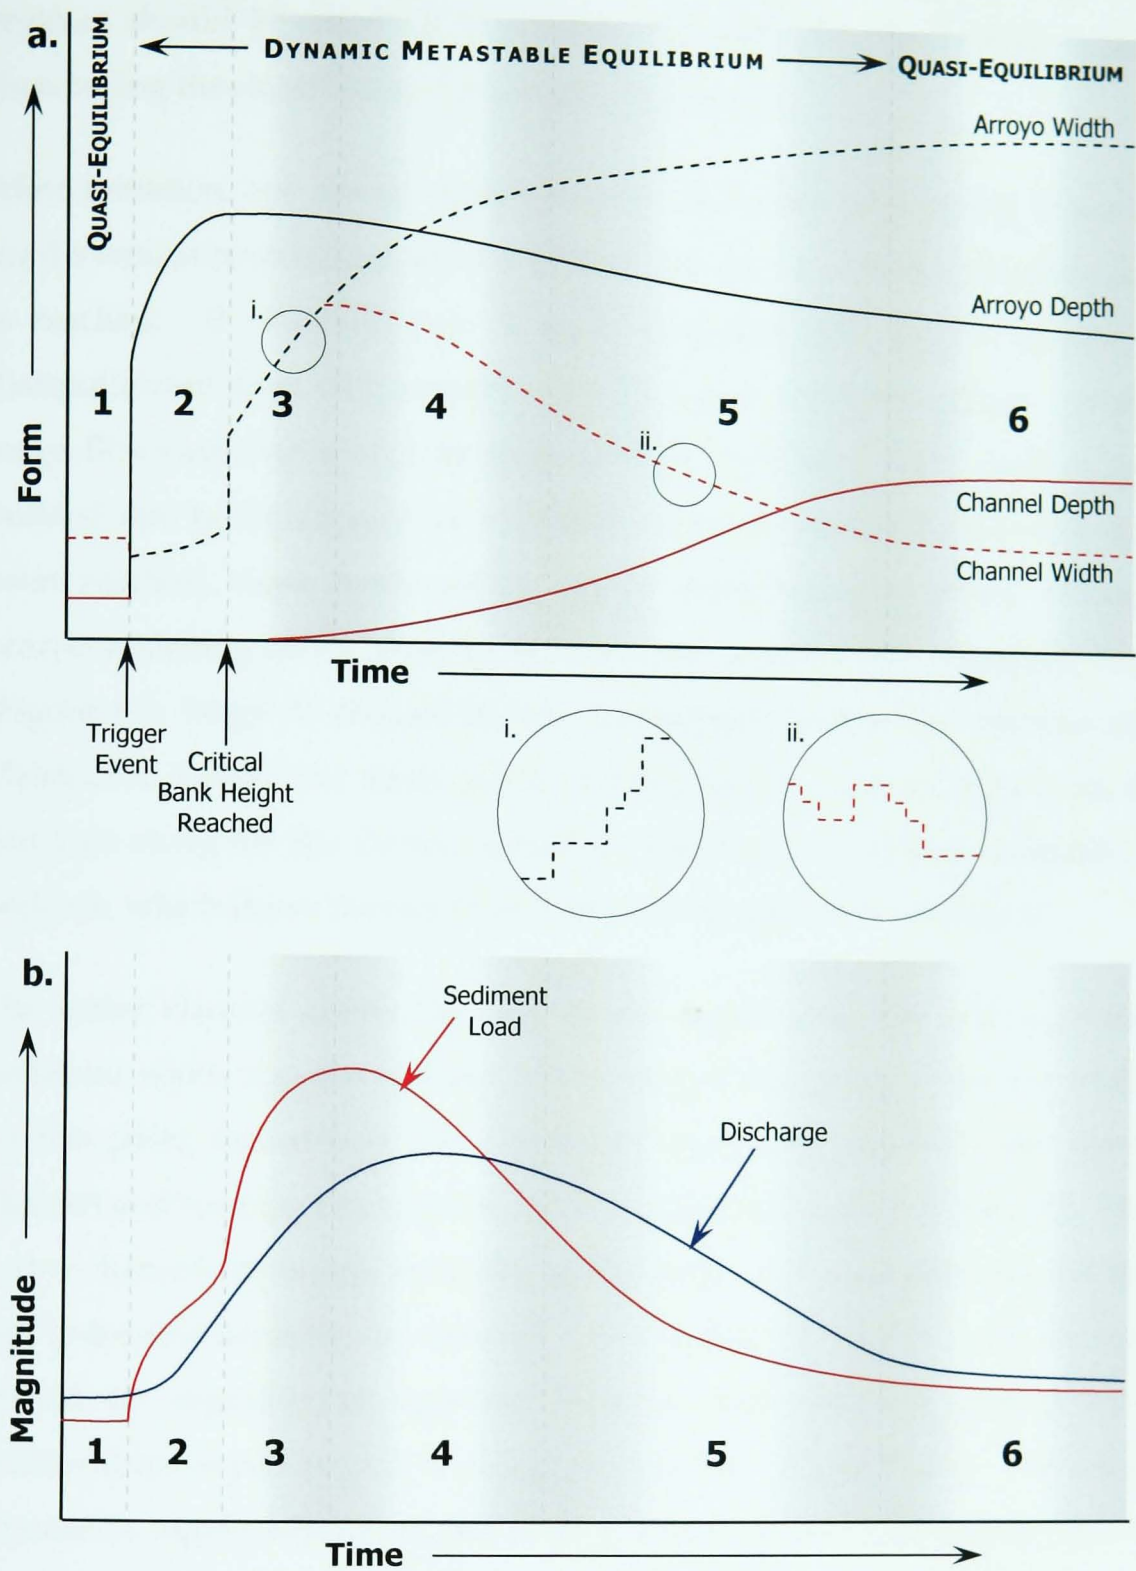 a.
QUASI-EQUILIBRIUM
DYNAMIC METASTABLE EQUILIBRIUM
QUASI-EQUILIBRIUM
Arroyo Width
Arroyo Depth
i.
1
2
3
4
5
6
ii.
Channel Depth
Channel Width
Form
Time
Trigger
Event
Critical
Bank Height
Reached
i.
ii.
b.
Sediment
Load
Discharge
Magnitude
1
2
3
4
5
6
Time